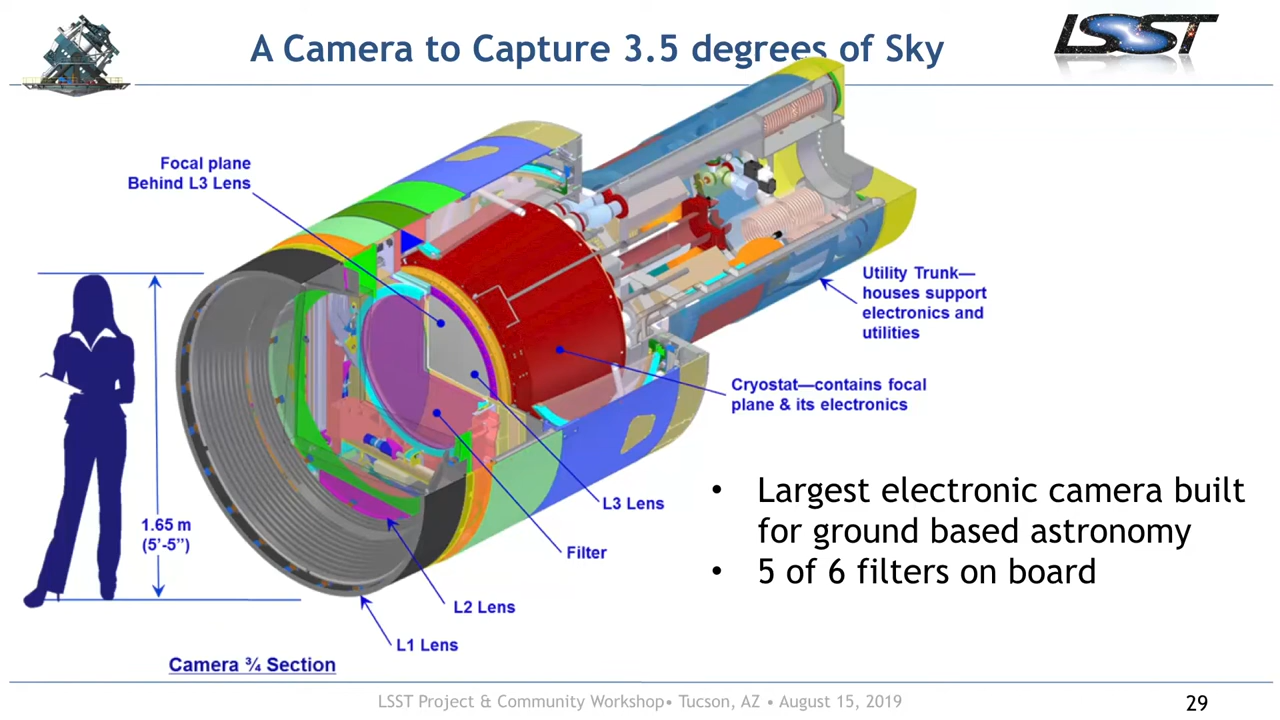 A Camera to Capture 3.5 degrees of Sky
LSST
Focal plane
Behind L3 Lens
Utility Trunk—
houses support
electronics and
utilities
Cryostat—contains focal
plane & its electronics
1.65 m
(5’-5”)
L3 Lens
Filter
L2 Lens
L1 Lens
Camera ¾ Section
• Largest electronic camera built
for ground based astronomy
• 5 of 6 filters on board
LSST Project & Community Workshop• Tucson, AZ • August 15, 2019
29